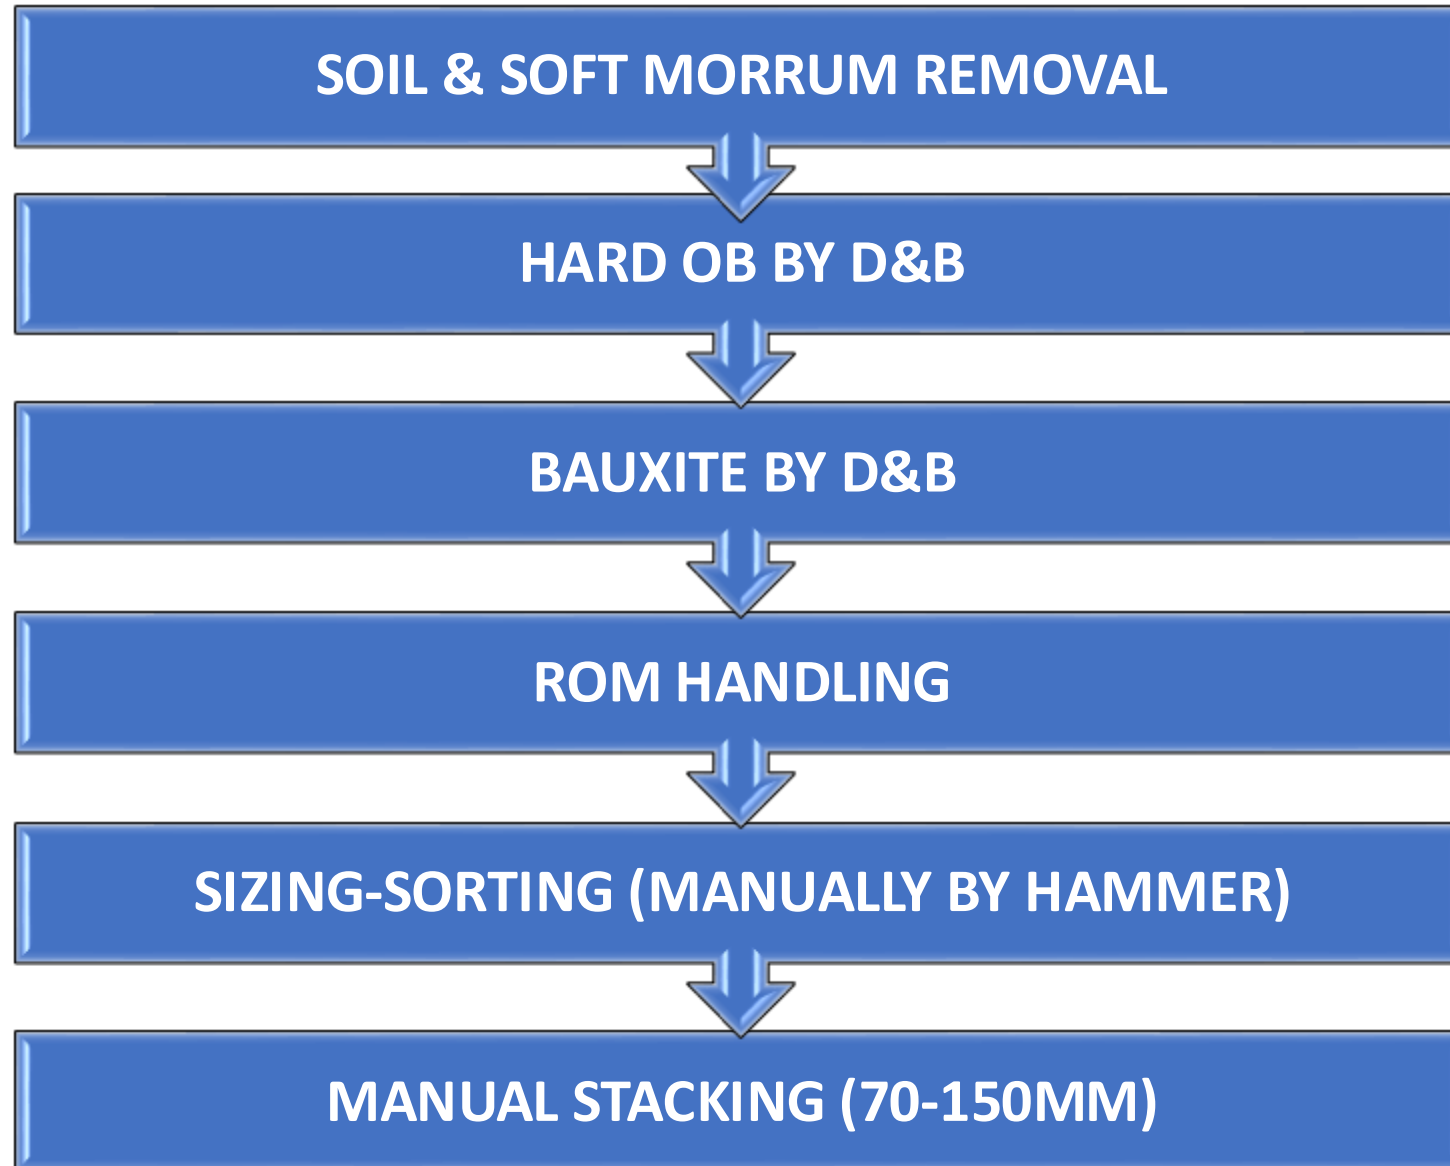 SOIL & SOFT MORRUM REMOVAL
HARD OB BY D&B
BAUXITE BY D&B
ROM HANDLING
SIZING-SORTING (MANUALLY BY HAMMER)
MANUAL STACKING (70-150MM)